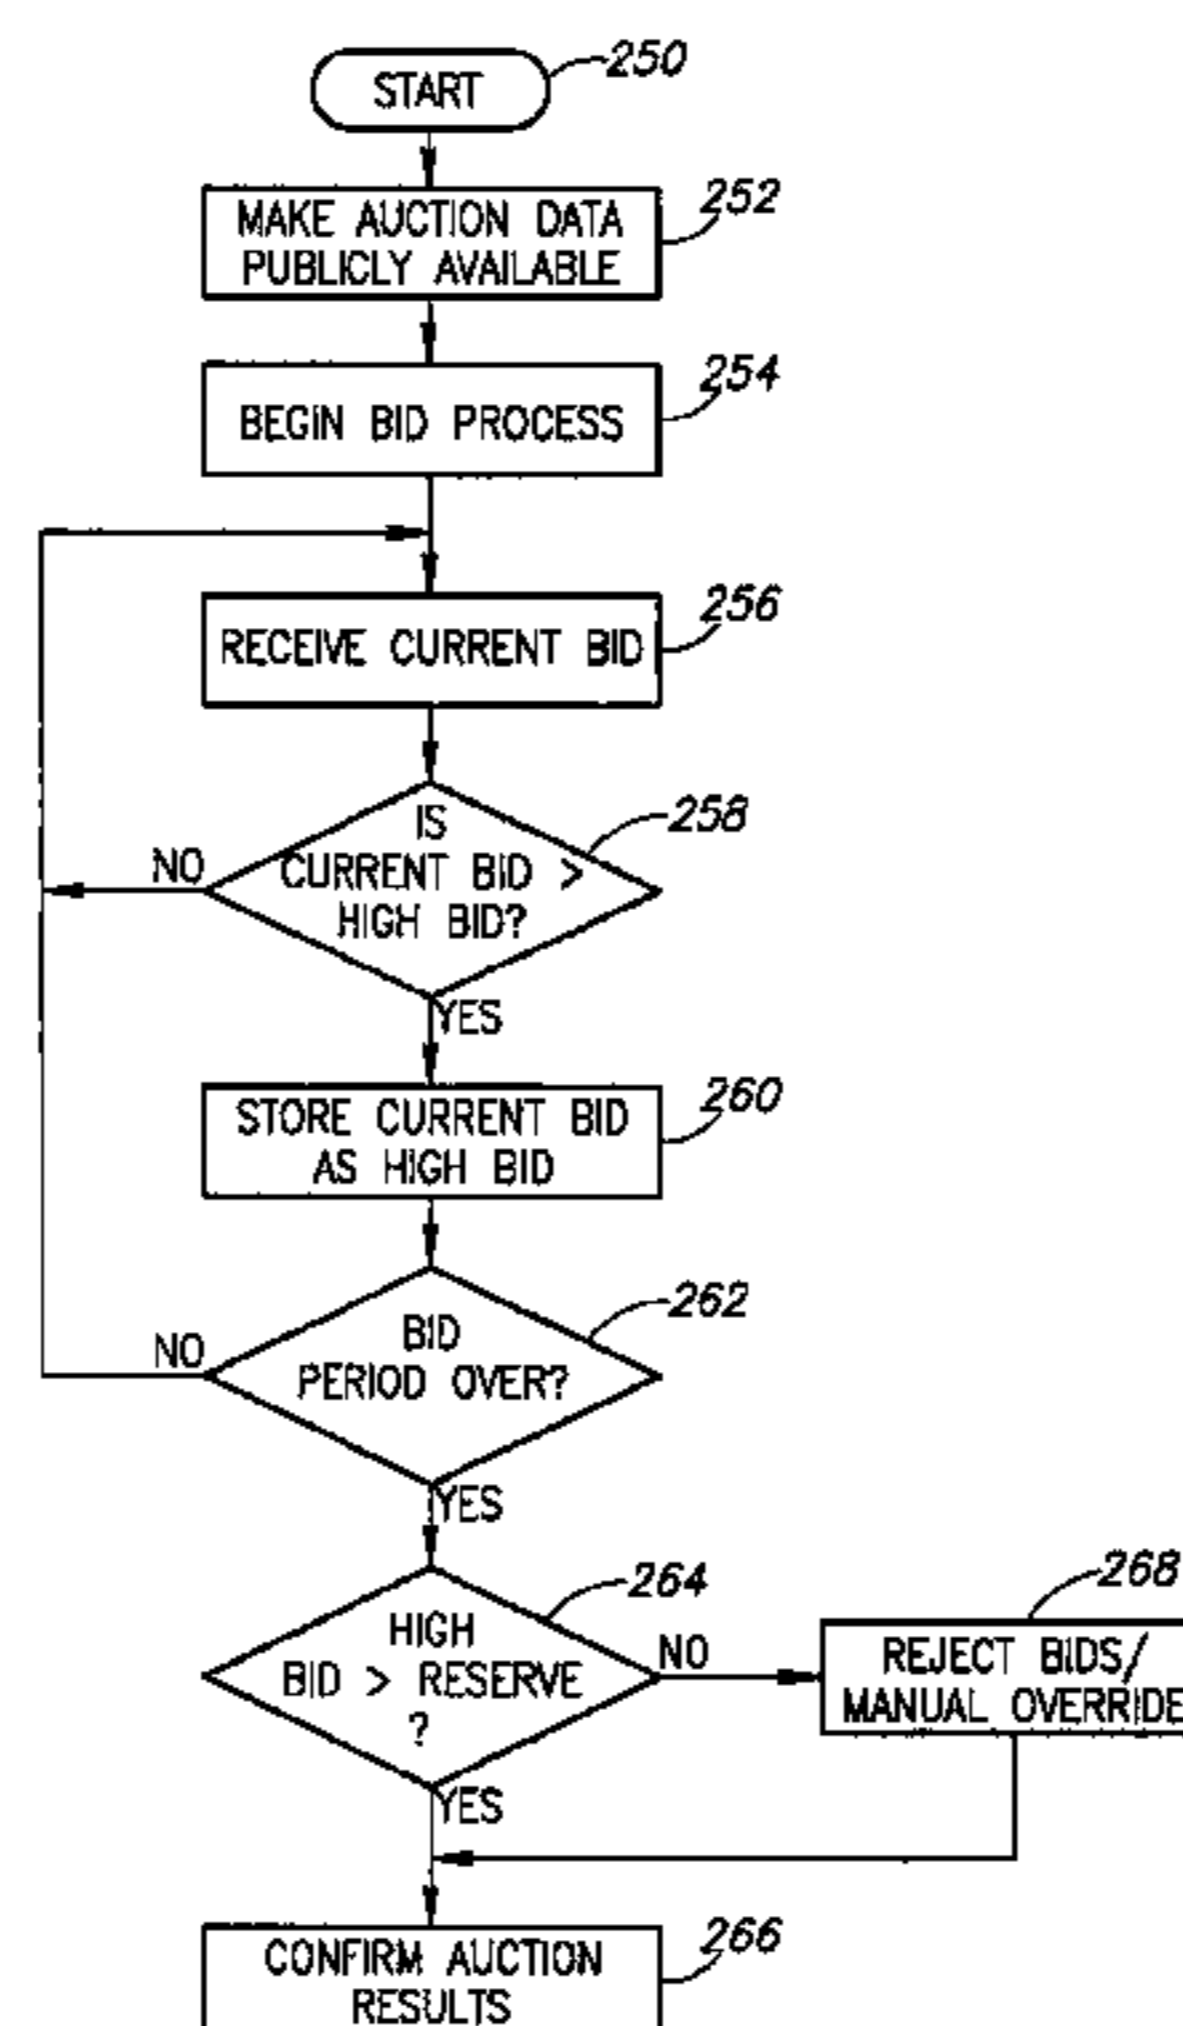 START
250
MAKE AUCTION DATA
PUBLICLY AVAILABLE
252
BEGIN BID PROCESS
254
RECEIVE CURRENT BID
256
IS
CURRENT BID >
HIGH BID?
258
NO
YES
STORE CURRENT BID
AS HIGH BID
260
BID
PERIOD OVER?
262
NO
YES
HIGH
BID > RESERVE
?
264
NO
REJECT BIDS/
MANUAL OVERRIDE
268
YES
CONFIRM AUCTION
RESULTS
266